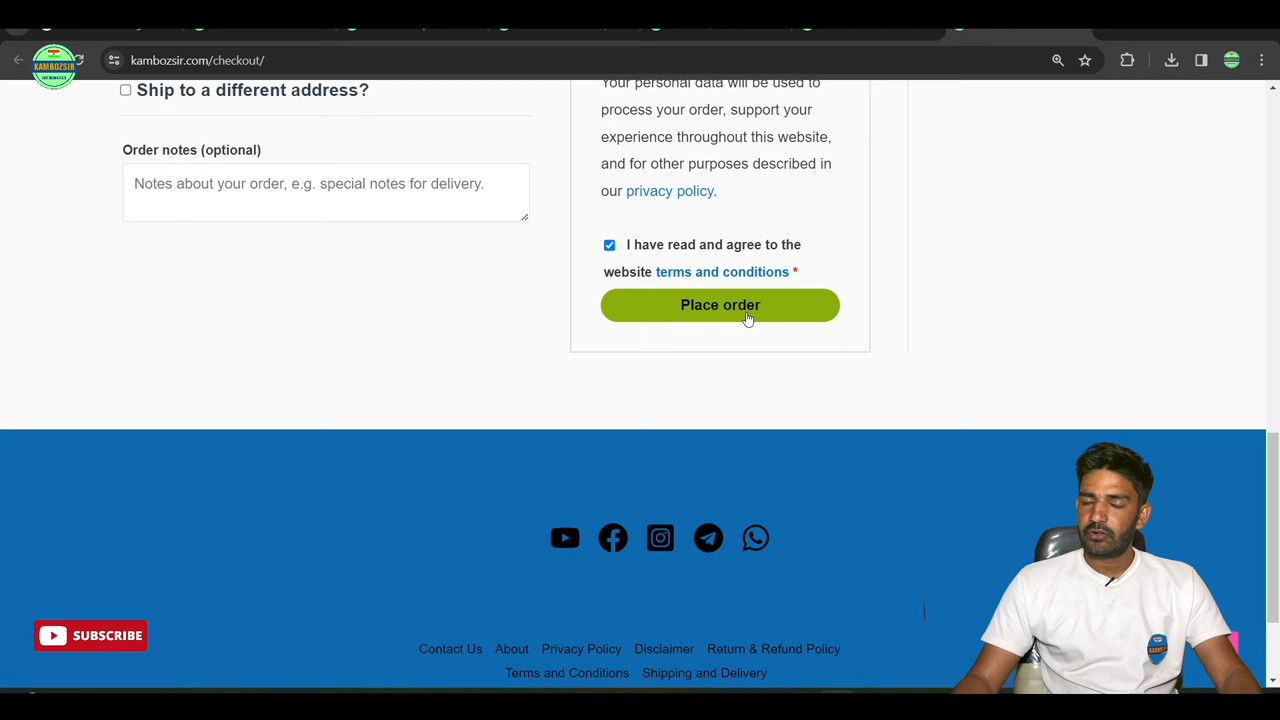 kambozsir.com/checkout/
KAMBOZSIR
Ship to a different address?
Order notes (optional)
Notes about your order, e.g. special notes for delivery.
Your personal data will be used to
process your order, support your
experience throughout this website,
and for other purposes described in
our privacy policy.
I have read and agree to the
website terms and conditions *
Place order
SUBSCRIBE
Contact Us About Privacy Policy Disclaimer Return & Refund Policy
Terms and Conditions Shipping and Delivery
KAMBOZSIR